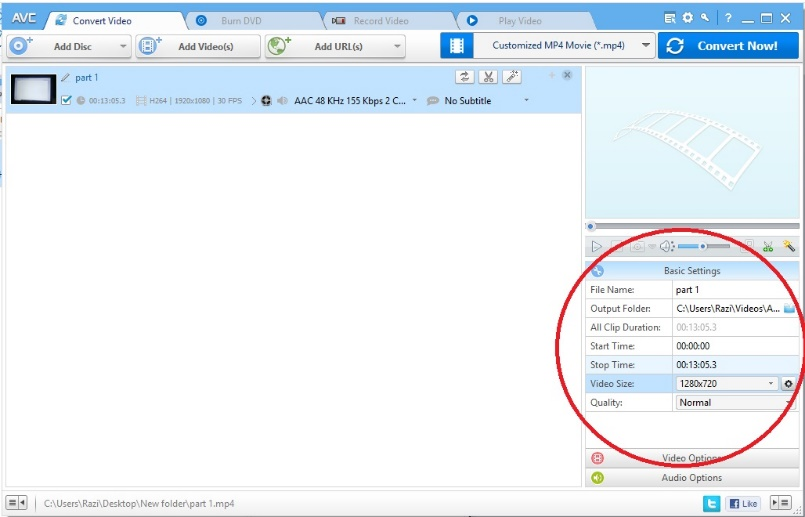 AVC Convert Video Burn DVD Record Video Play Video
Add Disc Add Video(s) Add URL(s) Customized MP4 Movie (*.mp4) Convert Now!
part 1
00:13:05.3 H264 | 1920x1080 | 30 FPS AAC 48 KHz 155 Kbps 2 C... No Subtitle
Basic Settings
File Name: part 1
Output Folder: C:\Users\Razi\Videos\A...
All Clip Duration: 00:13:05.3
Start Time: 00:00:00
Stop Time: 00:13:05.3
Video Size: 1280x720
Quality: Normal
Video Options
Audio Options
C:\Users\Razi\Desktop\New folder\part 1.mp4 Like